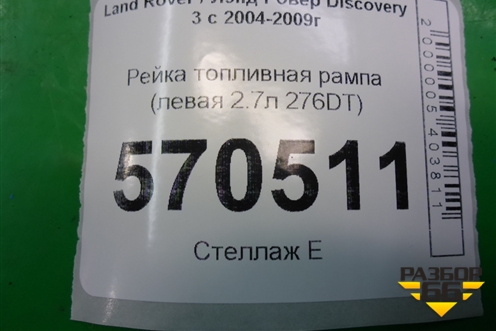 Land Rover / Лэнд Ровер Discovery
3 с 2004-2009г
Рейка топливная рампа
(левая 2.7л 276DT)
570511
Стеллаж Е
2000005403811
РАЗБОР
66